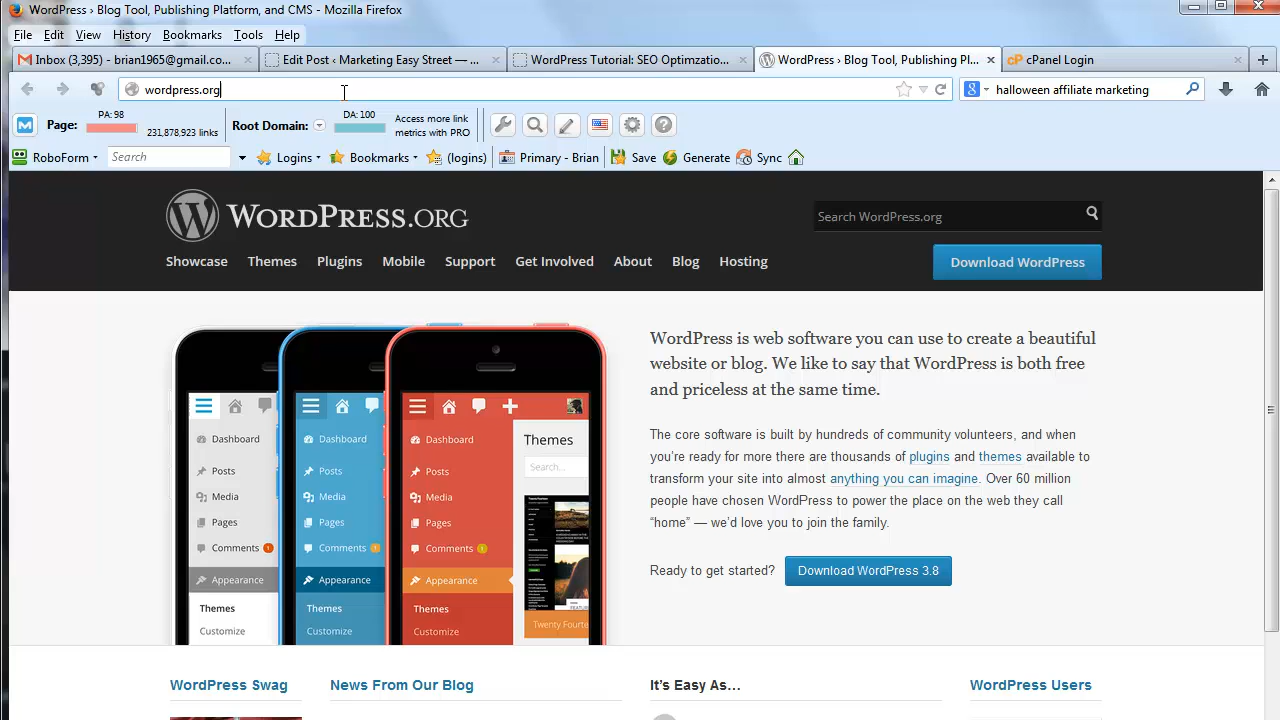 WordPress › Blog Tool, Publishing Platform, and CMS - Mozilla Firefox
File Edit View History Bookmarks Tools Help
Inbox (3,395) - brian1965@gmail.co... × Edit Post ‹ Marketing Easy Street — ... × WordPress Tutorial: SEO Optimzatio... × WordPress › Blog Tool, Publishing Pl... × cP cPanel Login × +
wordpress.org 8 halloween affiliate marketing
M Page: PA: 98 231,878,923 links Root Domain: DA: 100 Access more link
metrics with PRO
RoboForm Search Logins Bookmarks (logins) Primary - Brian Save Generate Sync
WORDPRESS.ORG Search WordPress.org
Showcase Themes Plugins Mobile Support Get Involved About Blog Hosting Download WordPress
WordPress is web software you can use to create a beautiful
website or blog. We like to say that WordPress is both free
and priceless at the same time.
The core software is built by hundreds of community volunteers, and when
you're ready for more there are thousands of plugins and themes available to
transform your site into almost anything you can imagine. Over 60 million
people have chosen WordPress to power the place on the web they call
“home” — we'd love you to join the family.
Ready to get started? Download WordPress 3.8
Dashboard Dashboard Dashboard Themes
Posts Posts Posts Search...
Media Media Media
Pages Pages Pages
Comments 1 Comments 1 Comments 1
Appearance Appearance Appearance
Themes Themes Themes Twenty Fourte
Customize Customize Customize
WordPress Swag News From Our Blog It's Easy As… WordPress Users